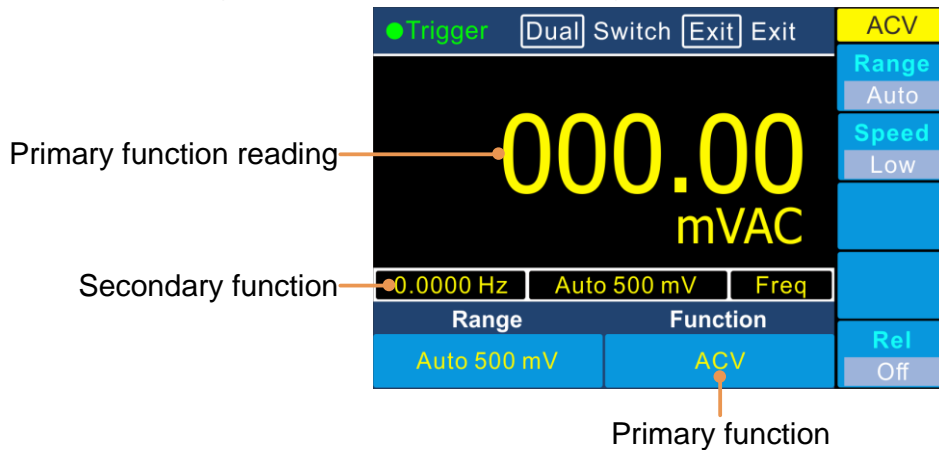 Trigger Dual Switch Exit Exit
ACV
Range
Auto
Speed
Low
Primary function reading
000.00
mVAC
Secondary function
0.0000 Hz Auto 500 mV Freq
Range Function
Auto 500 mV ACV
Rel
Off
Primary function